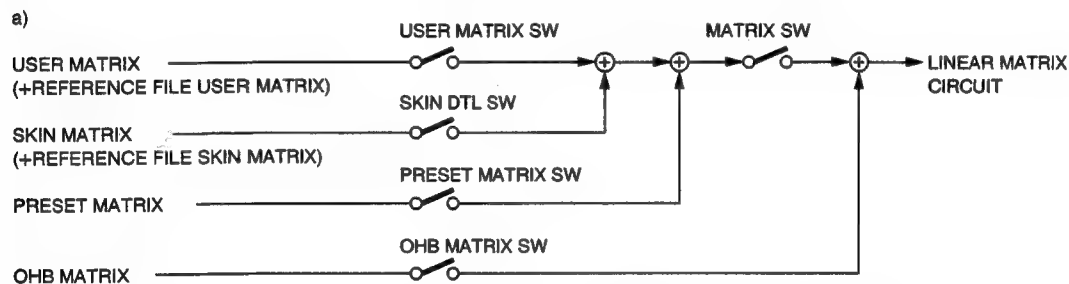 a)
USER MATRIX SW
MATRIX SW
USER MATRIX
(+REFERENCE FILE USER MATRIX)
LINEAR MATRIX
CIRCUIT
SKIN DTL SW
SKIN MATRIX
(+REFERENCE FILE SKIN MATRIX)
PRESET MATRIX SW
PRESET MATRIX
OHB MATRIX SW
OHB MATRIX